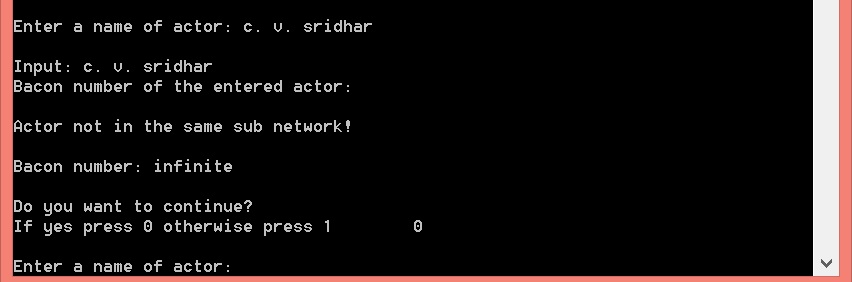 Enter a name of actor: c. v. sridhar
Input: c. v. sridhar
Bacon number of the entered actor:
Actor not in the same sub network!
Bacon number: infinite
Do you want to continue?
If yes press 0 otherwise press 1 0
Enter a name of actor: